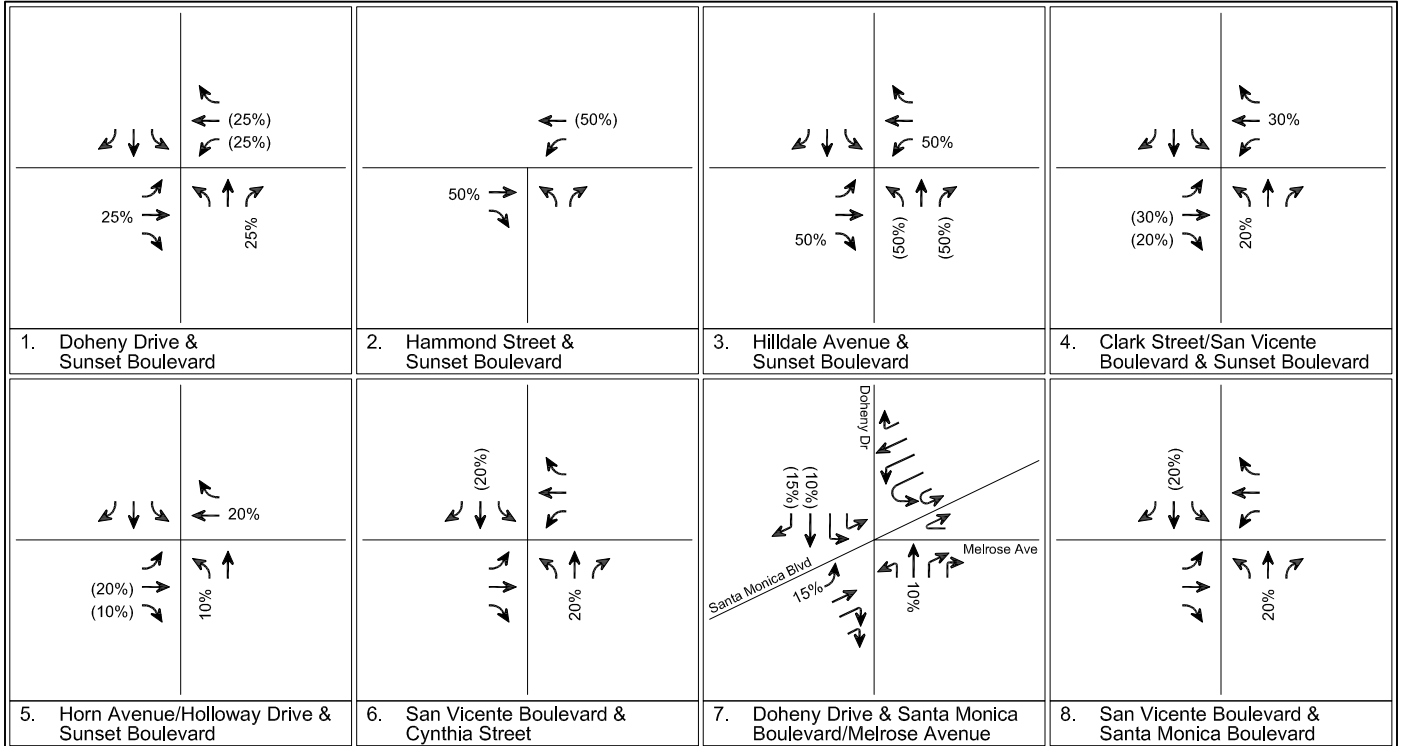 (25%)
(25%)
25%
25%
1. Doheny Drive &
Sunset Boulevard
(50%)
50%
2. Hammond Street &
Sunset Boulevard
50%
50%
(50%)
(50%)
3. Hilldale Avenue &
Sunset Boulevard
30%
(30%)
(20%)
20%
4. Clark Street/San Vicente
Boulevard & Sunset Boulevard
20%
(20%)
(10%)
10%
5. Horn Avenue/Holloway Drive &
Sunset Boulevard
(20%)
20%
6. San Vicente Boulevard &
Cynthia Street
Doheny Dr
(15%)
(10%)
Melrose Ave
Santa Monica Blvd
15%
10%
7. Doheny Drive & Santa Monica
Boulevard/Melrose Avenue
(20%)
20%
8. San Vicente Boulevard &
Santa Monica Boulevard